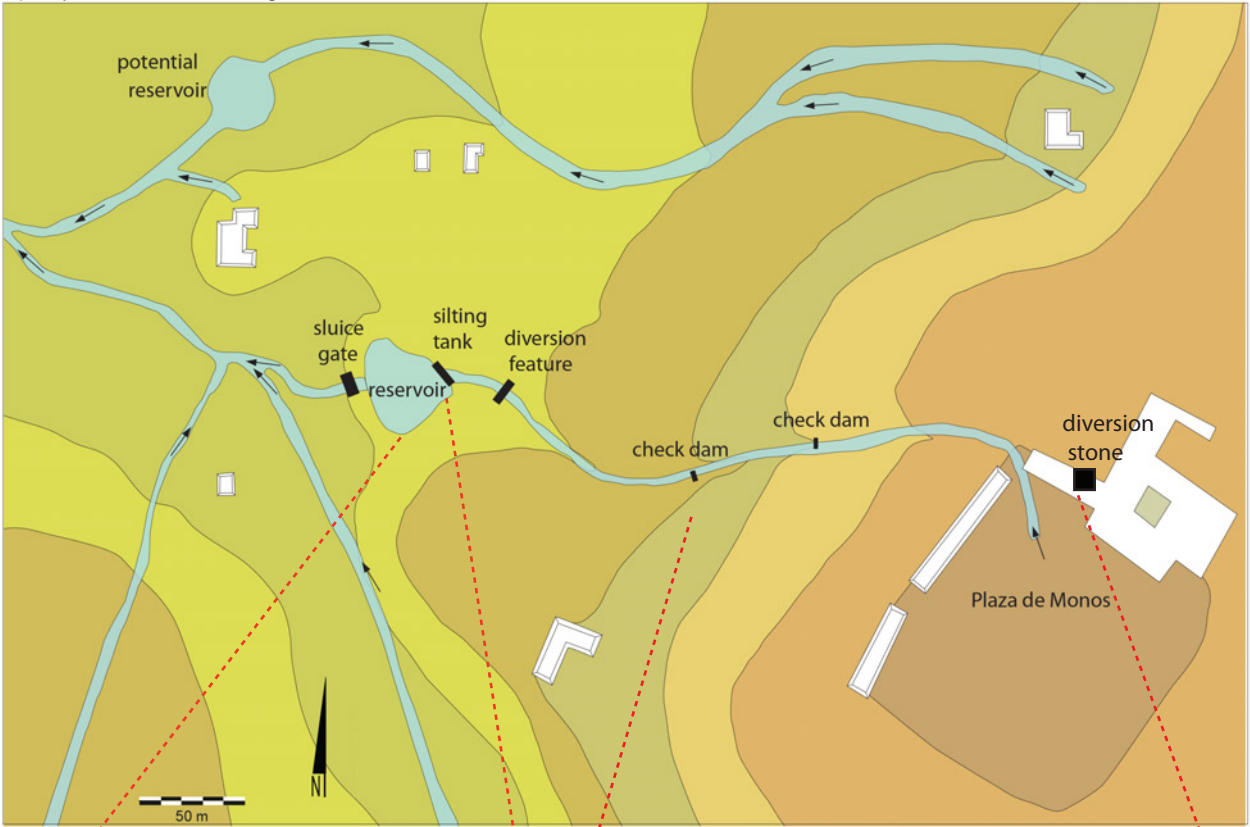 potential
reservoir
sluice
gate
silting
tank
diversion
feature
reservoir
check dam
check dam
diversion
stone
Plaza de Monos
N
50 m